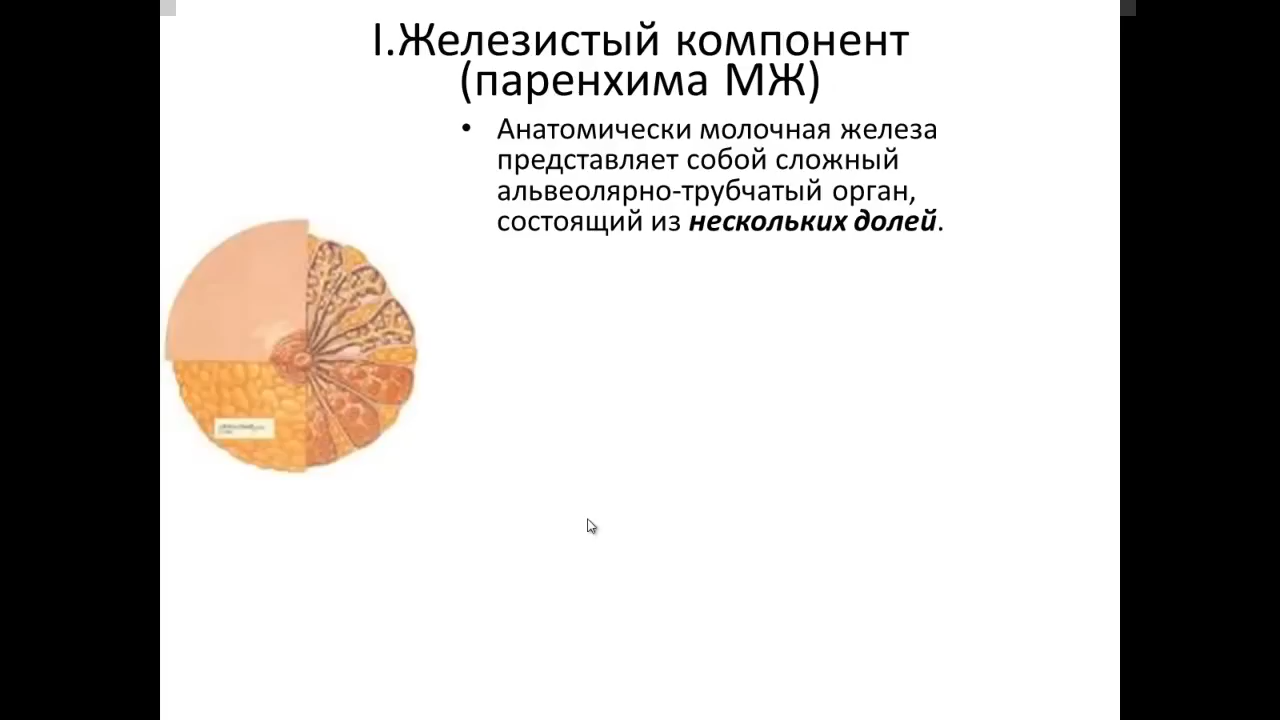 I.Железистый компонент
(паренхима МЖ)
• Анатомически молочная железа
представляет собой сложный
альвеолярно-трубчатый орган,
состоящий из нескольких долей.